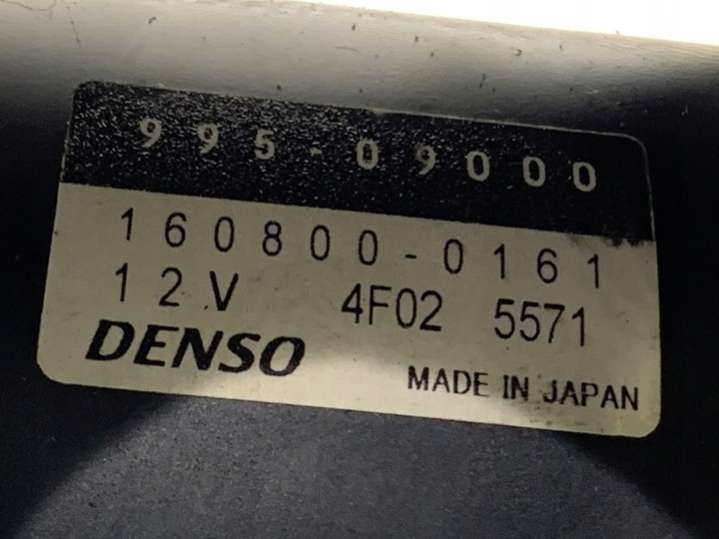 995-09000
160800-0161
12V 4F02 5571
DENSO
MADE IN JAPAN